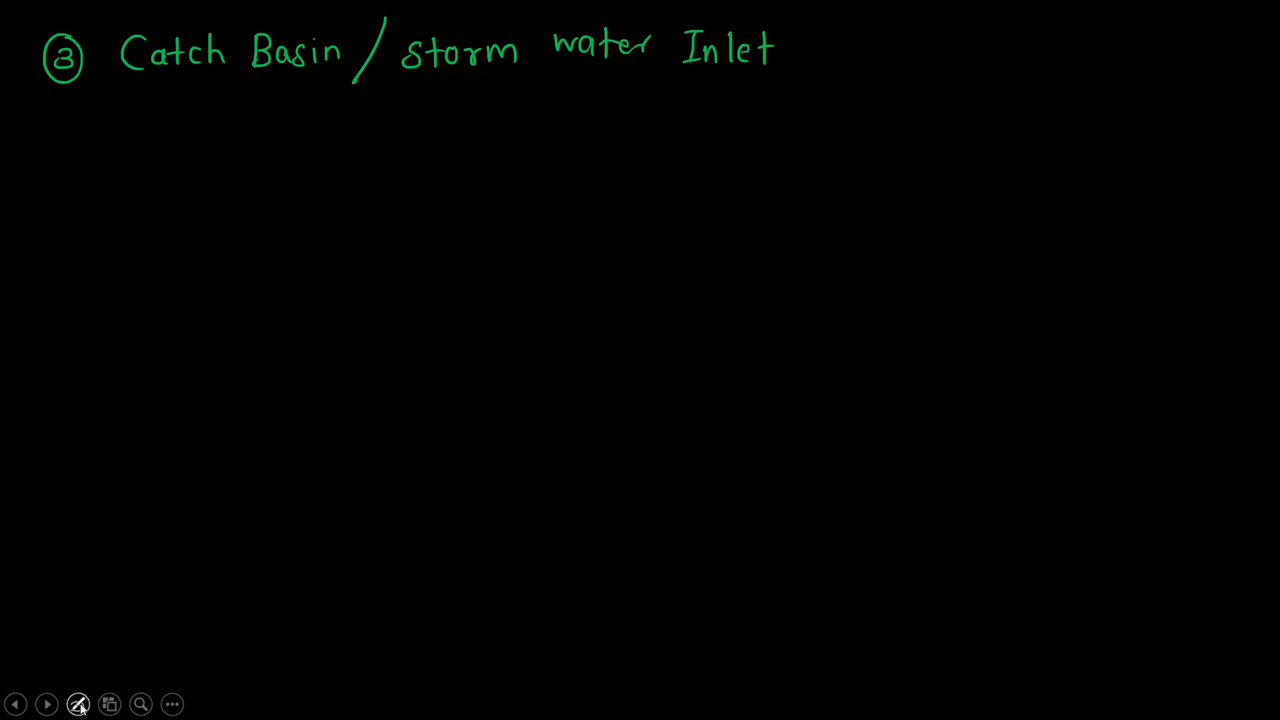 ③ Catch Basin / storm water Inlet